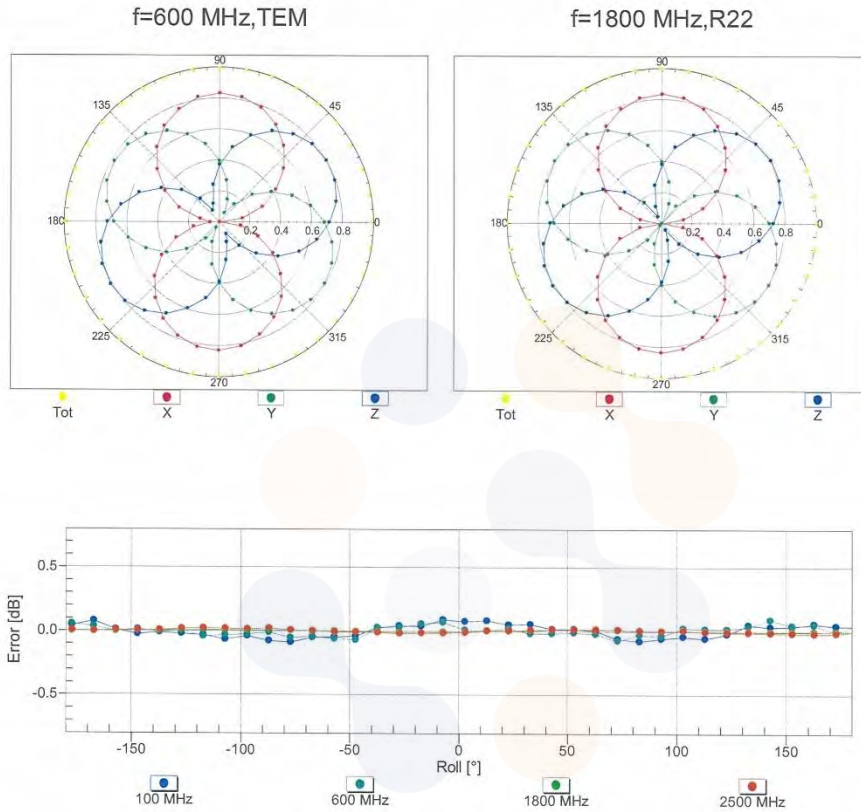 f=600 MHz,TEM
f=1800 MHz,R22
90
135
45
180
0.2
0.4
0.6
0.8
0
225
315
270
Tot
X
Y
Z
90
135
45
180
0.2
0.4
0.6
0.8
0
225
315
270
Tot
X
Y
Z
Error [dB]
0.5
0.0
-0.5
-150
-100
-50
0
50
100
150
Roll [°]
100 MHz
600 MHz
1800 MHz
2500 MHz